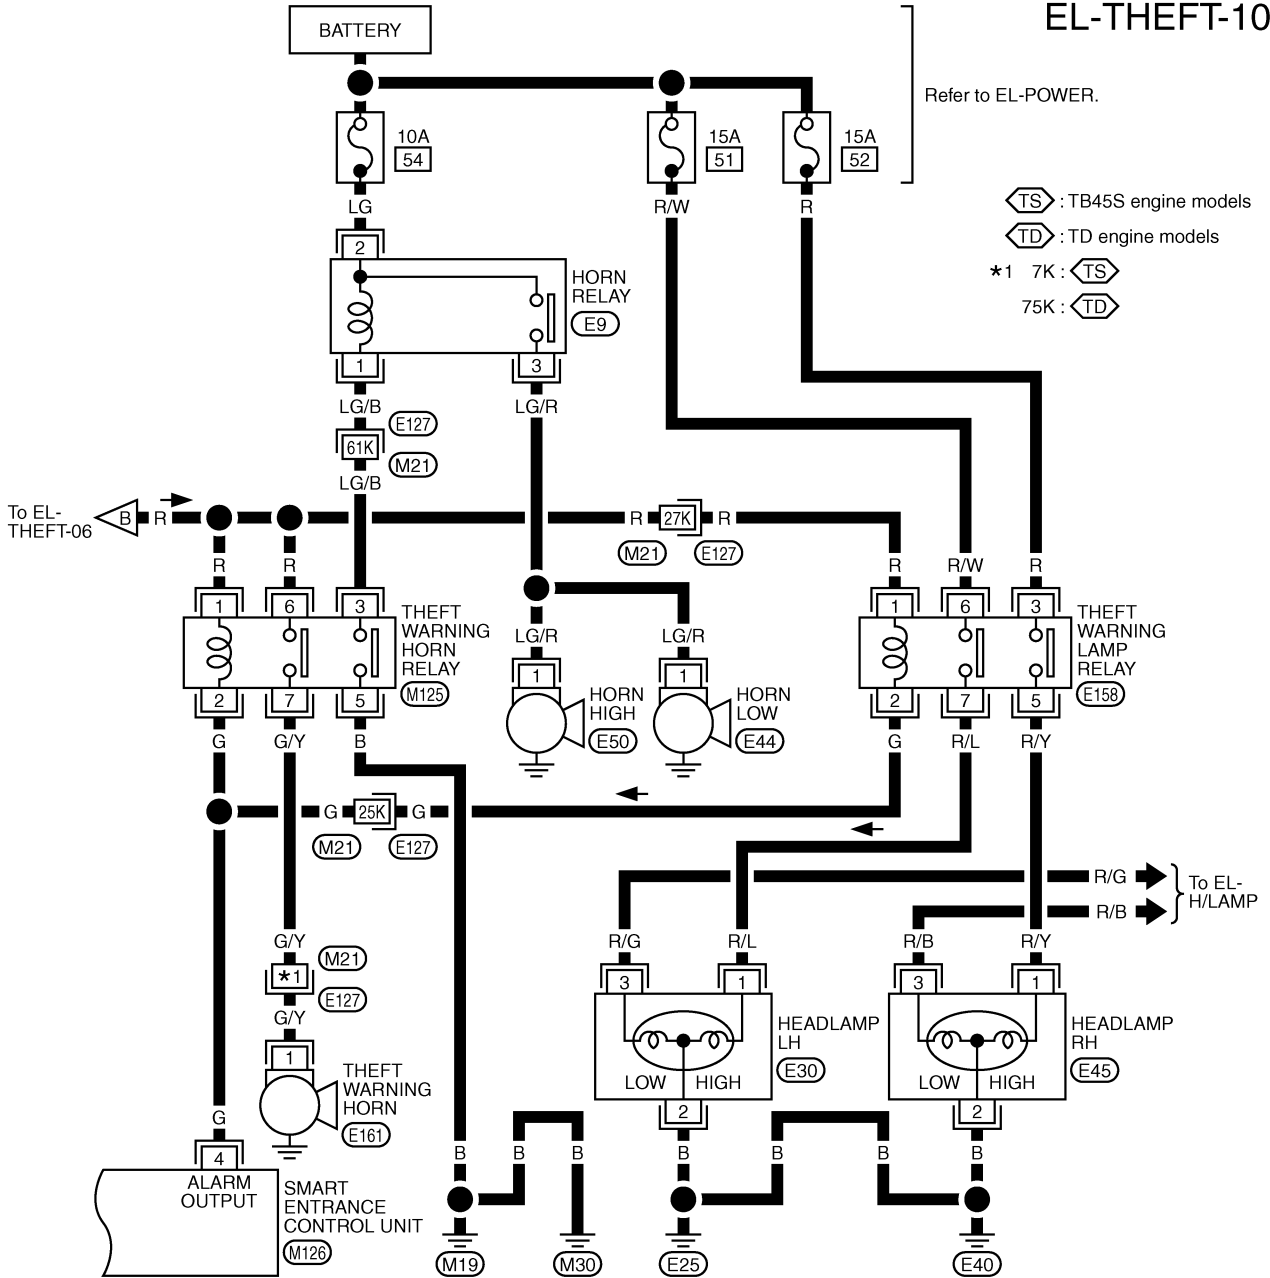 EL-THEFT-10
BATTERY
Refer to EL-POWER.
10A
54
15A
51
15A
52
TS : TB45S engine models
TD : TD engine models
*1 7K : TS
75K : TD
LG
R/W
R
2
HORN
RELAY
E9
1
3
LG/B
LG/R
E127
61K
M21
LG/B
To EL-
THEFT-06
B
R
R
27K
R
M21
E127
R
R
R
R/W
R
1
6
3
THEFT
WARNING
HORN
RELAY
M125
2
7
5
LG/R
LG/R
1
1
HORN
HIGH
E50
HORN
LOW
E44
1
6
3
THEFT
WARNING
LAMP
RELAY
E158
2
7
5
G
G/Y
B
G
R/L
R/Y
G
25K
G
M21
E127
R/G
R/B
To EL-
H/LAMP
G/Y
M21
*1
E127
G/Y
1
THEFT
WARNING
HORN
E161
R/G
R/L
R/B
R/Y
3
1
3
1
HEADLAMP
LH
E30
LOW
HIGH
2
HEADLAMP
RH
E45
LOW
HIGH
2
G
4
ALARM
OUTPUT
SMART
ENTRANCE
CONTROL UNIT
M126
B
B
B
B
B
B
B
M19
M30
E25
E40